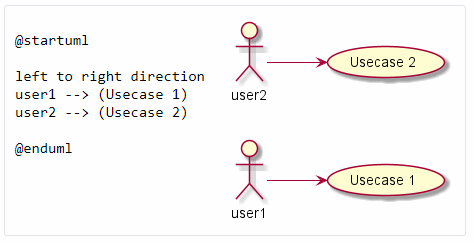 @startuml
left to right direction
user1 --> (Usecase 1)
user2 --> (Usecase 2)
@enduml
Usecase 2
user2
Usecase 1
user1